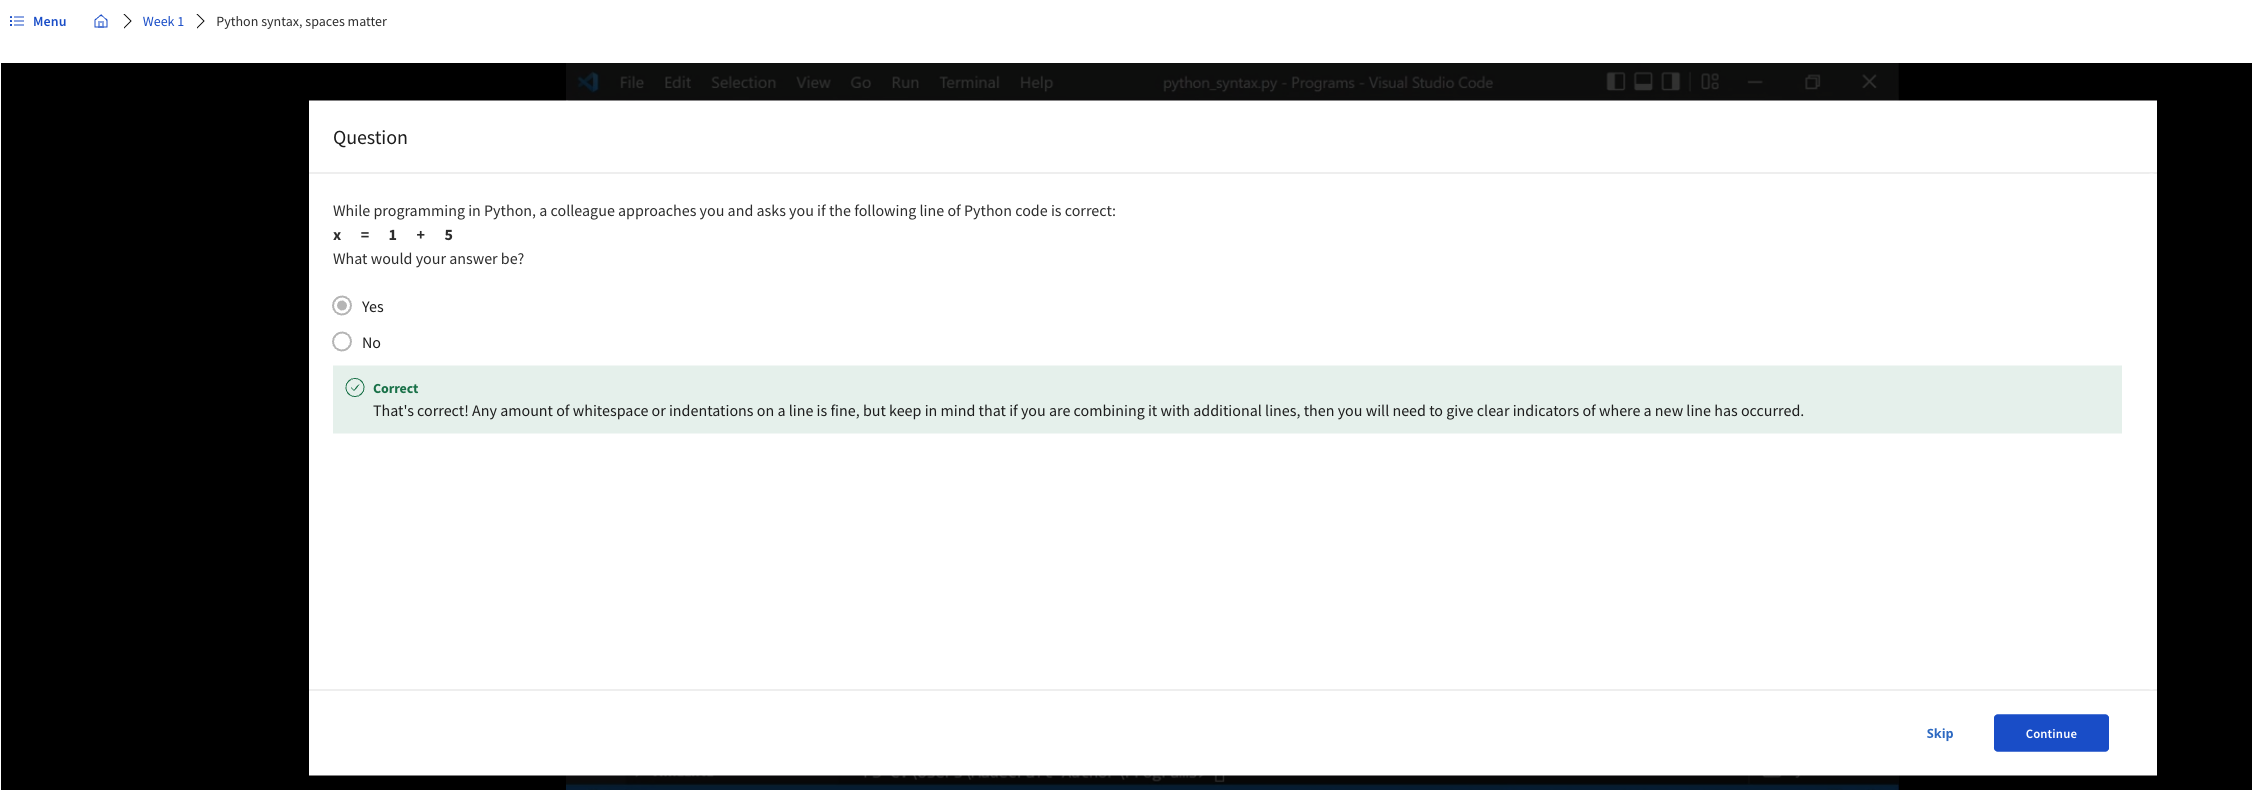 Menu Week 1 Python syntax, spaces matter
File Edit Selection View Go Run Terminal Help python_syntax.py - Programs - Visual Studio Code
Question
While programming in Python, a colleague approaches you and asks you if the following line of Python code is correct:
x = 1 + 5
What would your answer be?
Yes
No
Correct
That's correct! Any amount of whitespace or indentations on a line is fine, but keep in mind that if you are combining it with additional lines, then you will need to give clear indicators of where a new line has occurred.
Skip Continue